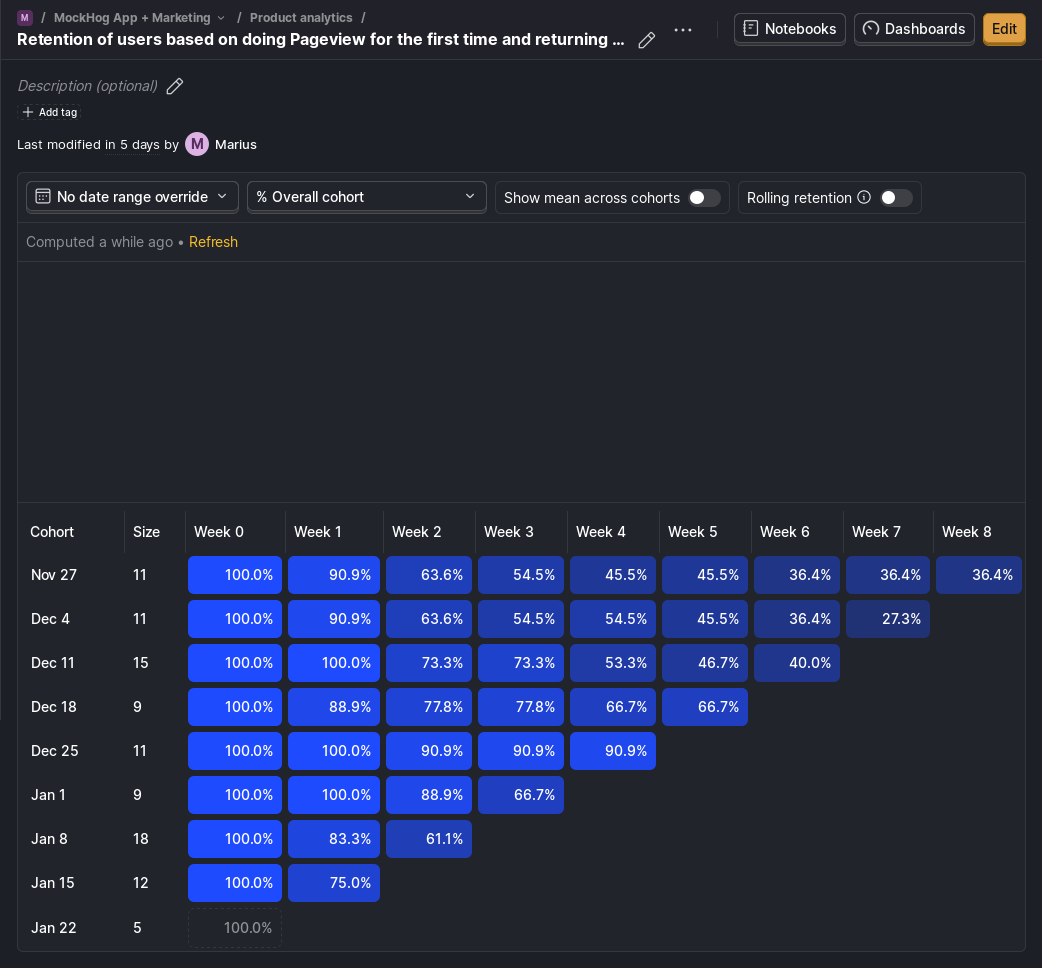 M / MockHog App + Marketing / Product analytics /
Retention of users based on doing Pageview for the first time and returning ...
Notebooks
Dashboards
Edit
Description (optional)
Add tag
Last modified in 5 days by M Marius
No date range override
% Overall cohort
Show mean across cohorts
Rolling retention
Computed a while ago • Refresh
Cohort Size Week 0 Week 1 Week 2 Week 3 Week 4 Week 5 Week 6 Week 7 Week 8
Nov 27 11 100.0% 90.9% 63.6% 54.5% 45.5% 45.5% 36.4% 36.4% 36.4%
Dec 4 11 100.0% 90.9% 63.6% 54.5% 54.5% 45.5% 36.4% 27.3%
Dec 11 15 100.0% 100.0% 73.3% 73.3% 53.3% 46.7% 40.0%
Dec 18 9 100.0% 88.9% 77.8% 77.8% 66.7% 66.7%
Dec 25 11 100.0% 100.0% 90.9% 90.9% 90.9%
Jan 1 9 100.0% 100.0% 88.9% 66.7%
Jan 8 18 100.0% 83.3% 61.1%
Jan 15 12 100.0% 75.0%
Jan 22 5 100.0%